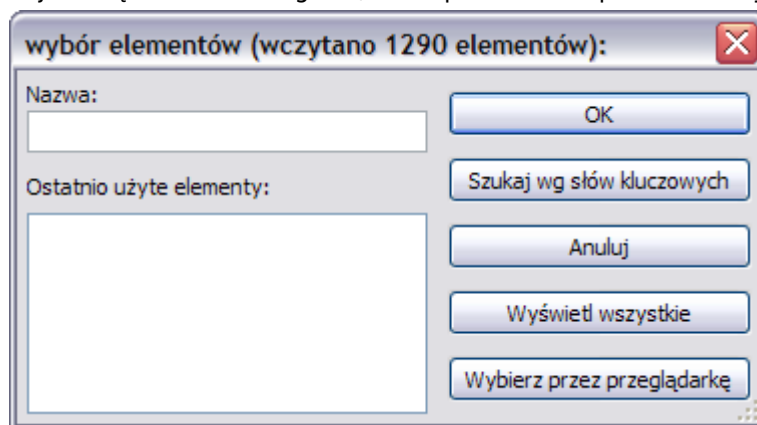 wybór elementów (wczytano 1290 elementów):
Nazwa:
OK
Szukaj wg słów kluczowych
Ostatnio użyte elementy:
Anuluj
Wyświetl wszystkie
Wybierz przez przeglądarkę